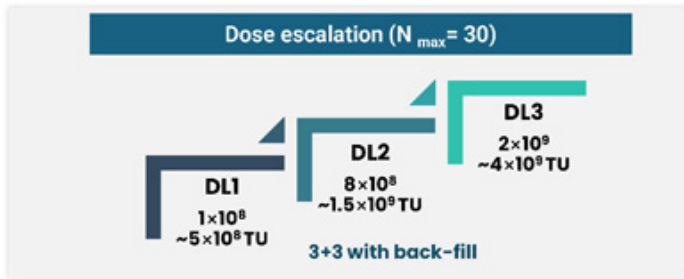 Dose escalation (N max= 30)
DL1
1×10⁸
~5×10⁸ TU
DL2
8×10⁸
~1.5×10⁹ TU
DL3
2×10⁹
~4×10⁹ TU
3+3 with back-fill